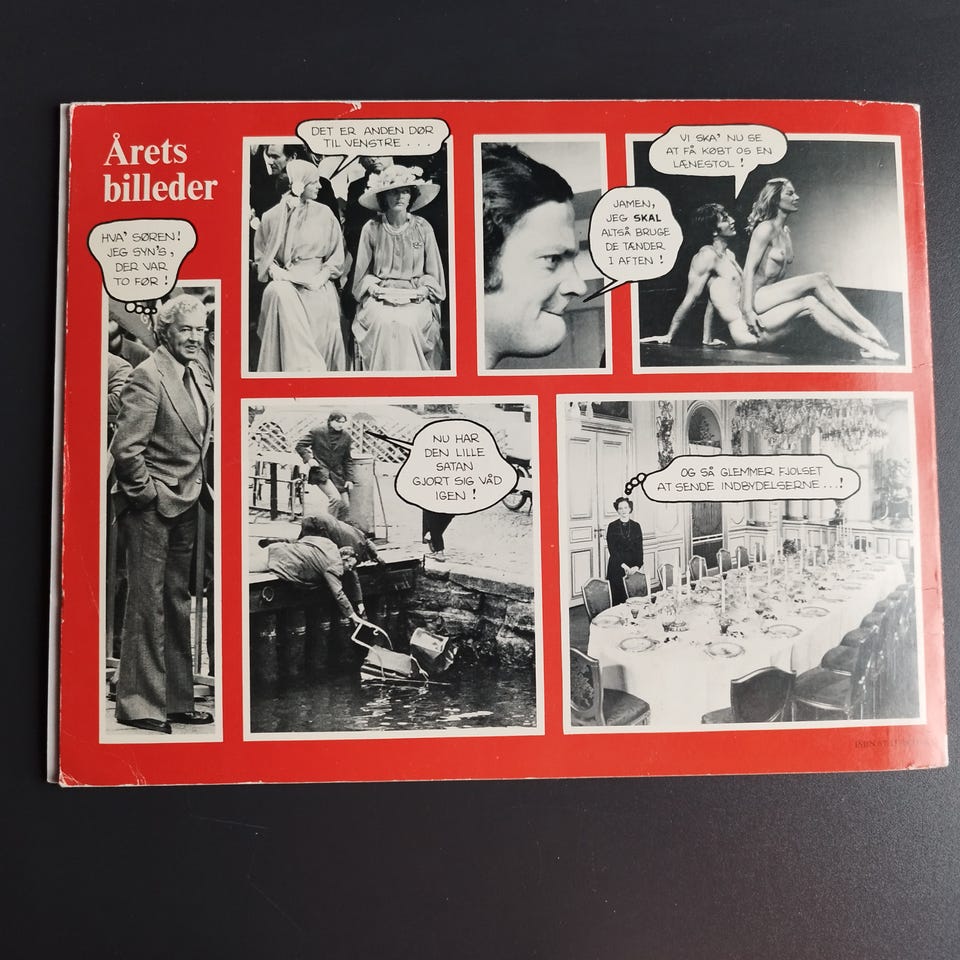 Årets
billeder
HVA' SØREN!
JEG SYN'S,
DER VAR
TO FØR!
DET ER ANDEN DØR
TIL VENSTRE...
JAMEN,
JEG SKAL
ALTSÅ BRUGE
DE TÆNDER
I AFTEN!
VI SKA' NU SE
AT FÅ KØBT OS EN
LÆNESTOL!
NU HAR
DEN LILLE
SATAN
GJORT SIG VÅD
IGEN!
OG SÅ GLEMMER FJOLSET
AT SENDE INDBYDELSERNE...!
ISBN